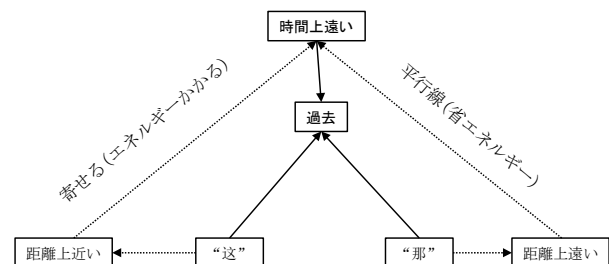 時間上遠い
寄せる(エネルギーかかる)
平行線(省エネルギー)
過去
距離上近い
“这”
“那”
距離上遠い